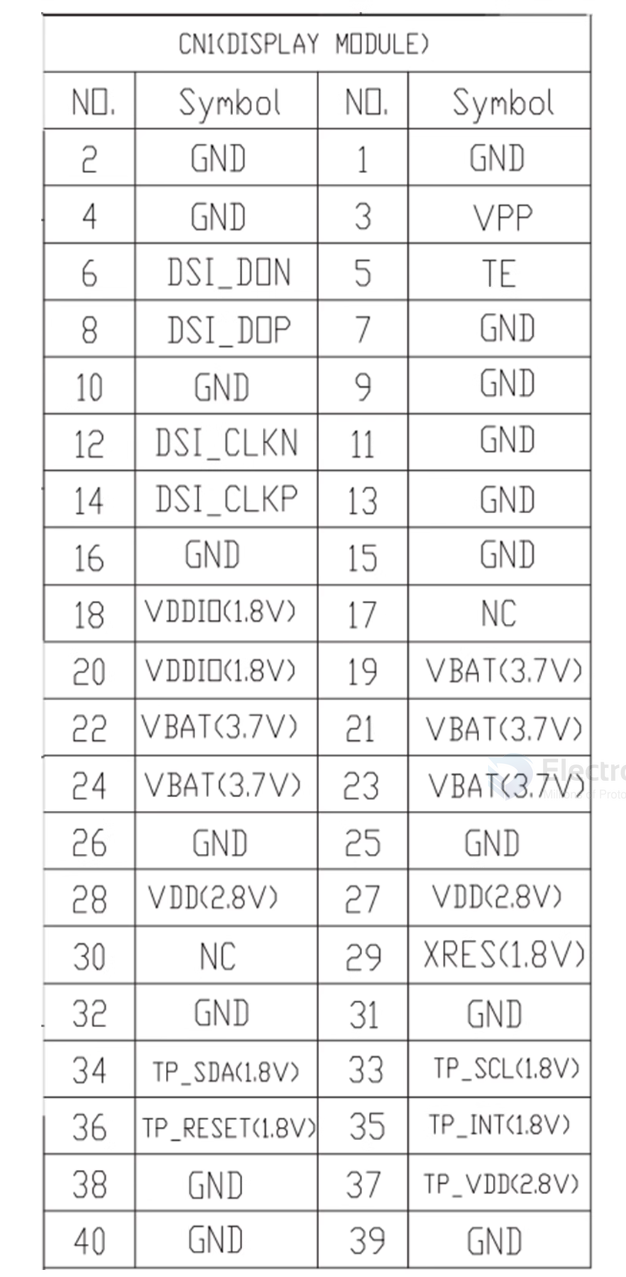 CN1(DISPLAY MODULE)
NO. Symbol NO. Symbol
2 GND 1 GND
4 GND 3 VPP
6 DSI_D0N 5 TE
8 DSI_D0P 7 GND
10 GND 9 GND
12 DSI_CLKN 11 GND
14 DSI_CLKP 13 GND
16 GND 15 GND
18 VDDIO(1.8V) 17 NC
20 VDDIO(1.8V) 19 VBAT(3.7V)
22 VBAT(3.7V) 21 VBAT(3.7V)
24 VBAT(3.7V) 23 VBAT(3.7V)
26 GND 25 GND
28 VDD(2.8V) 27 VDD(2.8V)
30 NC 29 XRES(1.8V)
32 GND 31 GND
34 TP_SDA(1.8V) 33 TP_SCL(1.8V)
36 TP_RESET(1.8V) 35 TP_INT(1.8V)
38 GND 37 TP_VDD(2.8V)
40 GND 39 GND